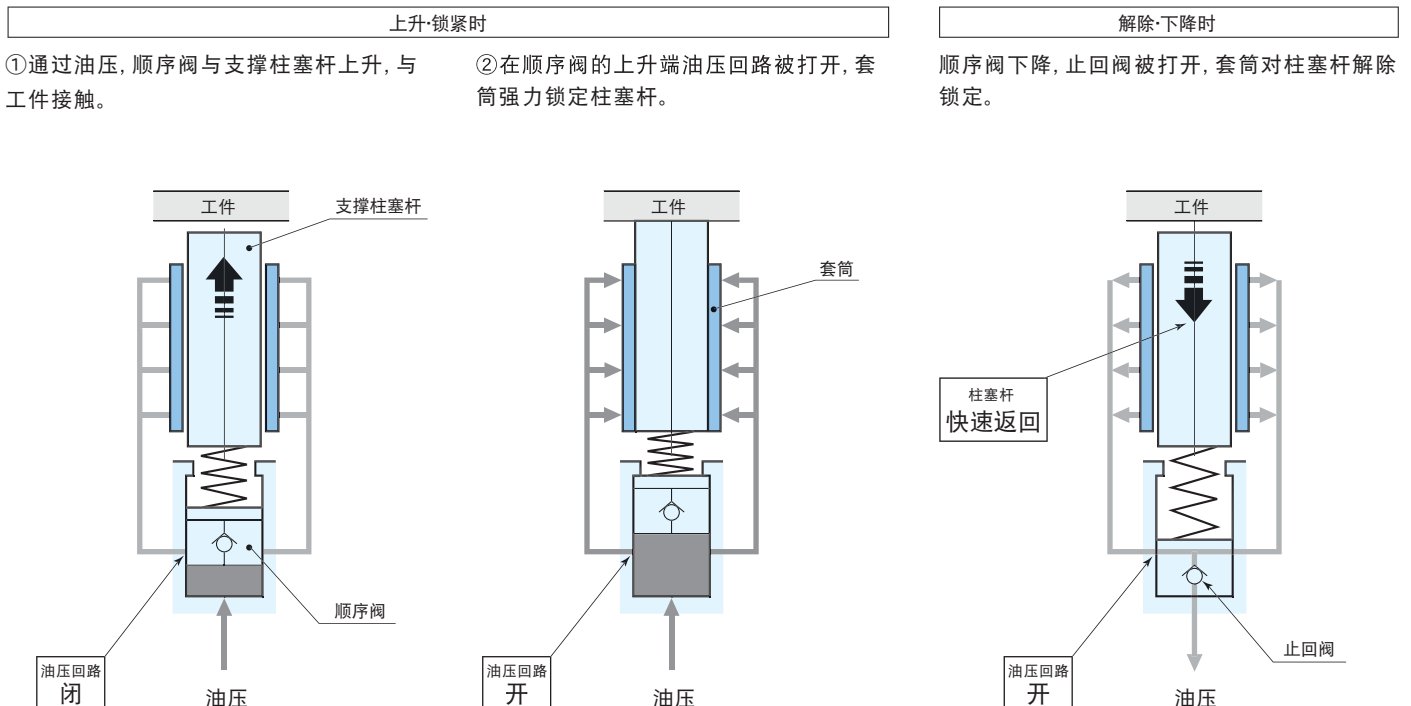 上升·锁紧时
①通过油压, 顺序阀与支撑柱塞杆上升, 与
工件接触。
②在顺序阀的上升端油压回路被打开, 套
筒强力锁定柱塞杆。
解除·下降时
顺序阀下降, 止回阀被打开, 套筒对柱塞杆解除
锁定。
工件
支撑柱塞杆
顺序阀
油压回路
闭
油压
工件
套筒
油压回路
开
油压
工件
柱塞杆
快速返回
止回阀
油压回路
开
油压